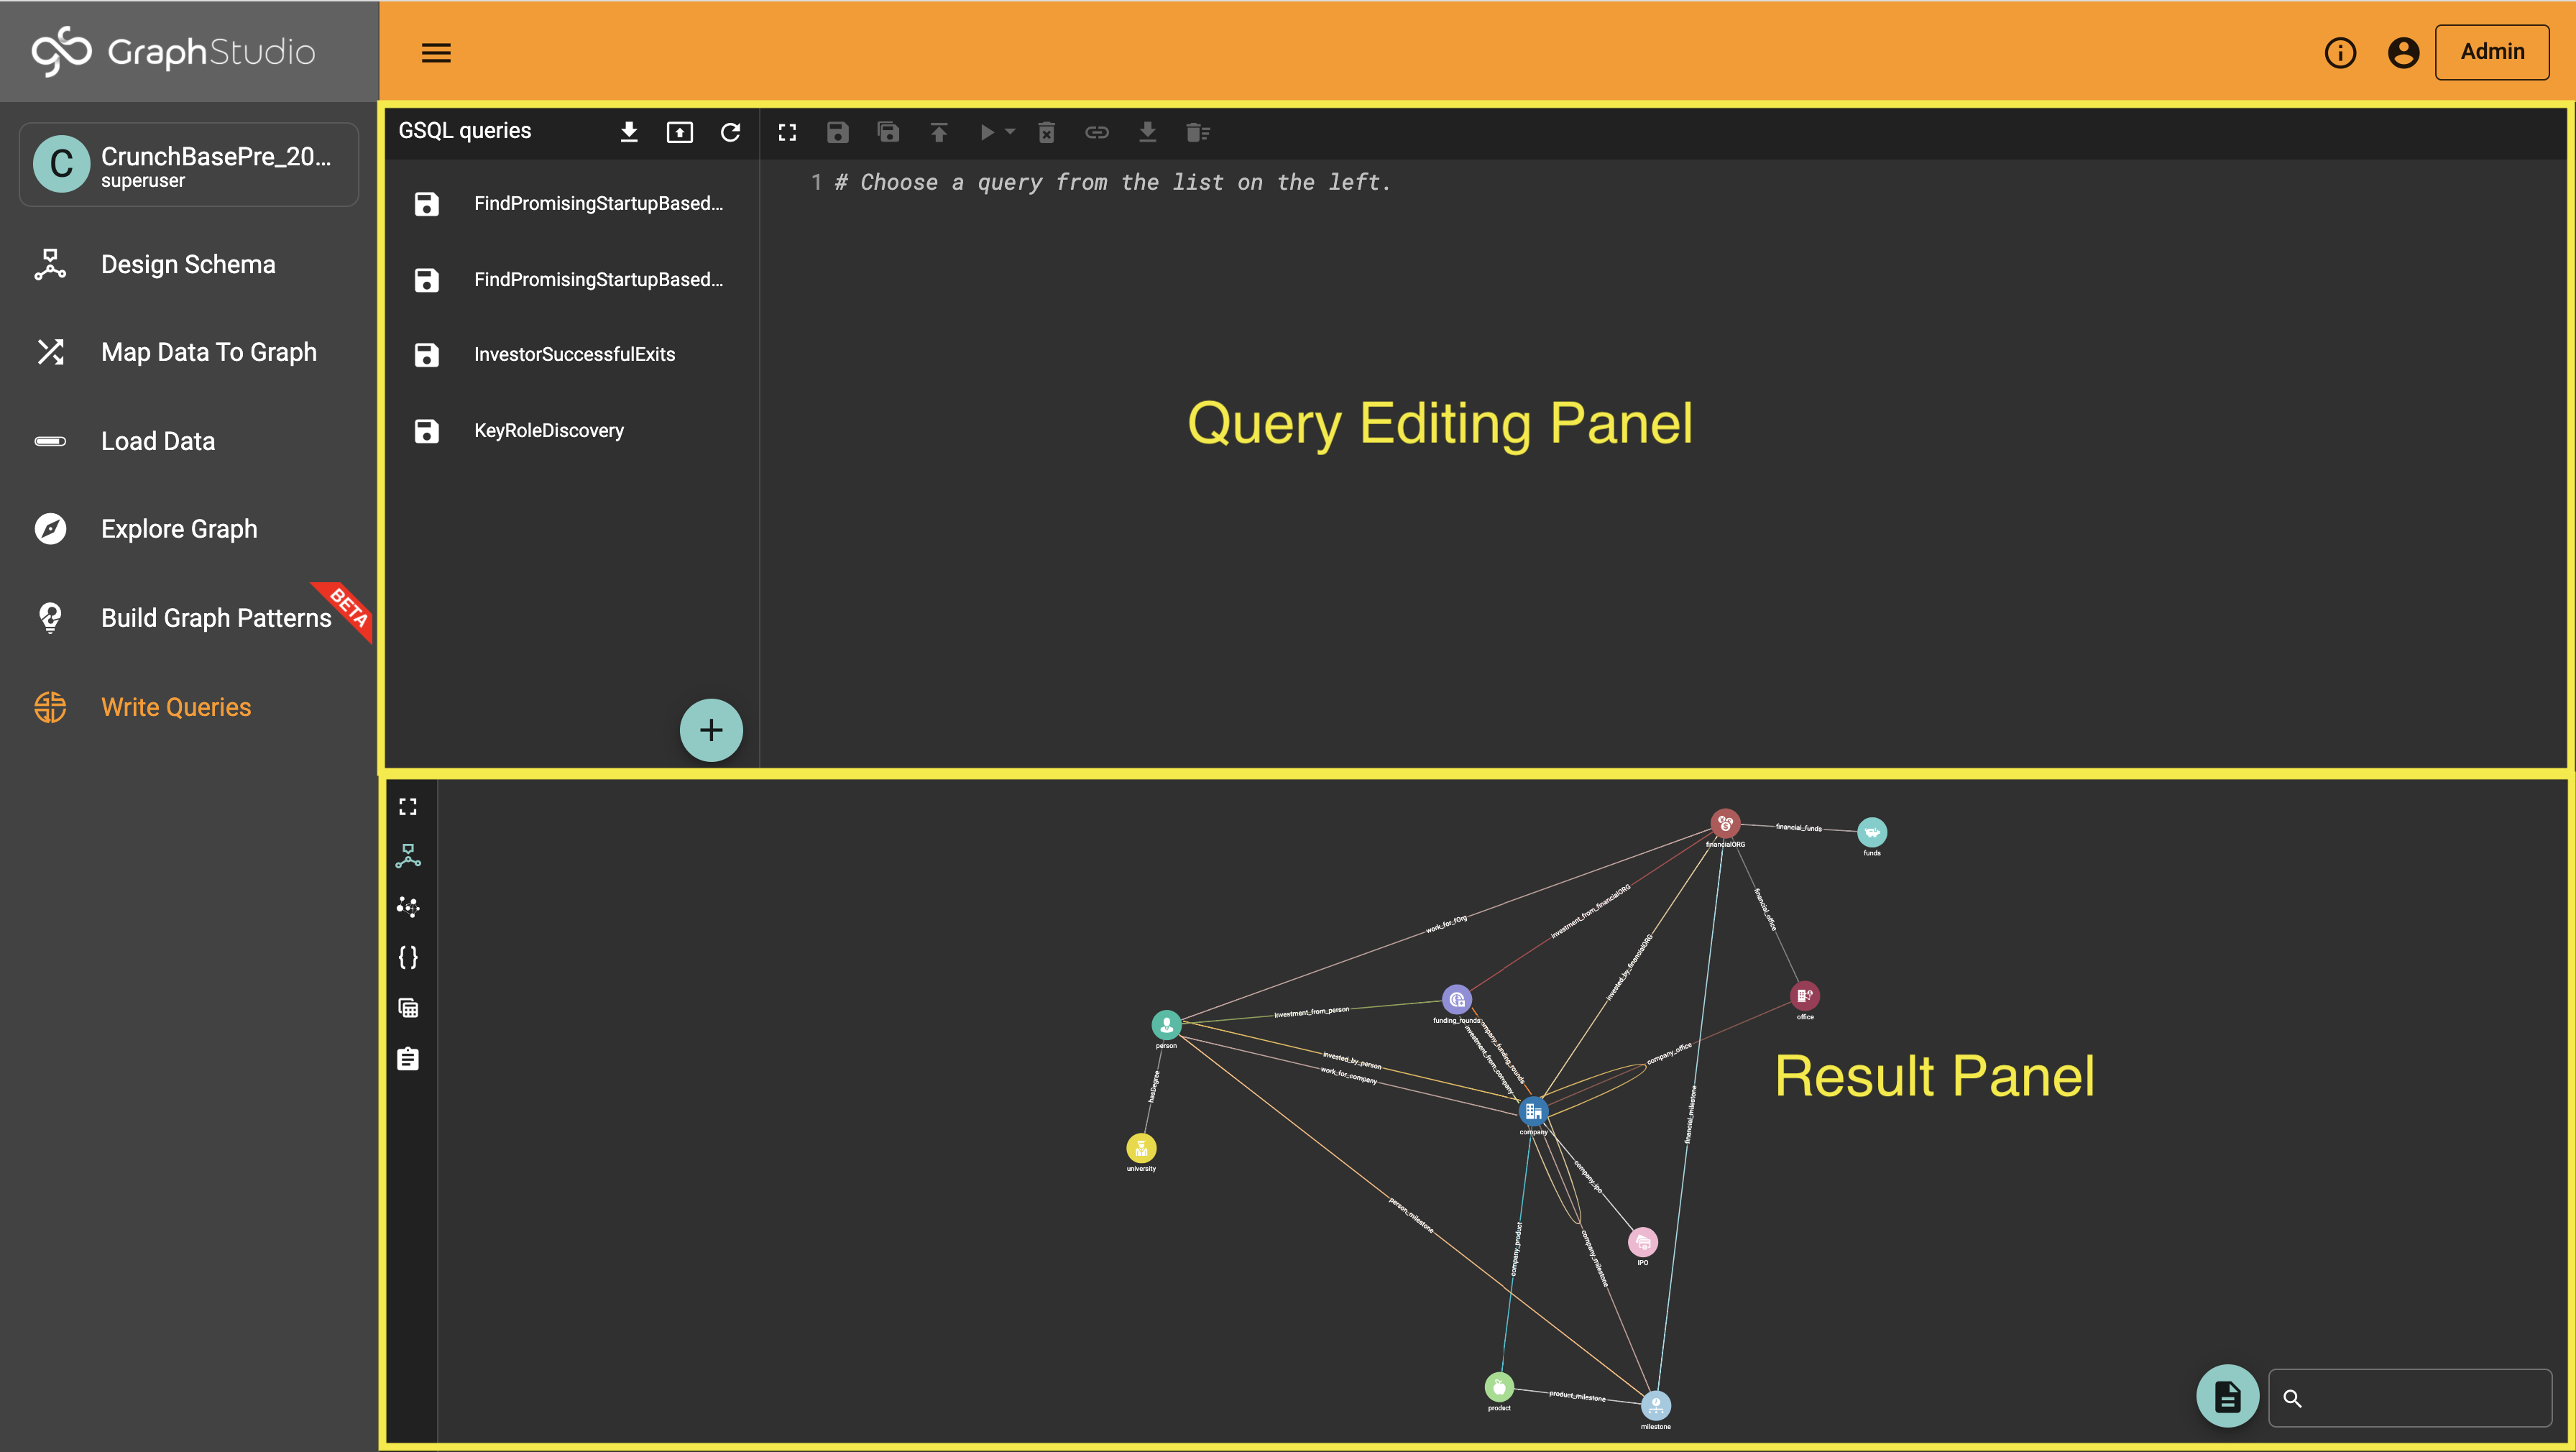 GraphStudio
Admin
C
CrunchBasePre_20...
superuser
Design Schema
Map Data To Graph
Load Data
Explore Graph
Build Graph Patterns
BETA
Write Queries
GSQL queries
FindPromisingStartupBased...
FindPromisingStartupBased...
InvestorSuccessfulExits
KeyRoleDiscovery
+
1 # Choose a query from the list on the left.
Query Editing Panel
financialORG
financial_funds
funds
work_for_fOrg
investment_from_financialORG
invested_by_financialORG
financial_office
office
person
investment_from_person
funding_rounds
company_funding_rounds
investment_from_company
invested_by_person
work_for_company
company_office
Result Panel
hasDegree
company
university
financial_milestone
company_ipo
person_milestone
company_product
company_milestone
IPO
product
product_milestone
milestone